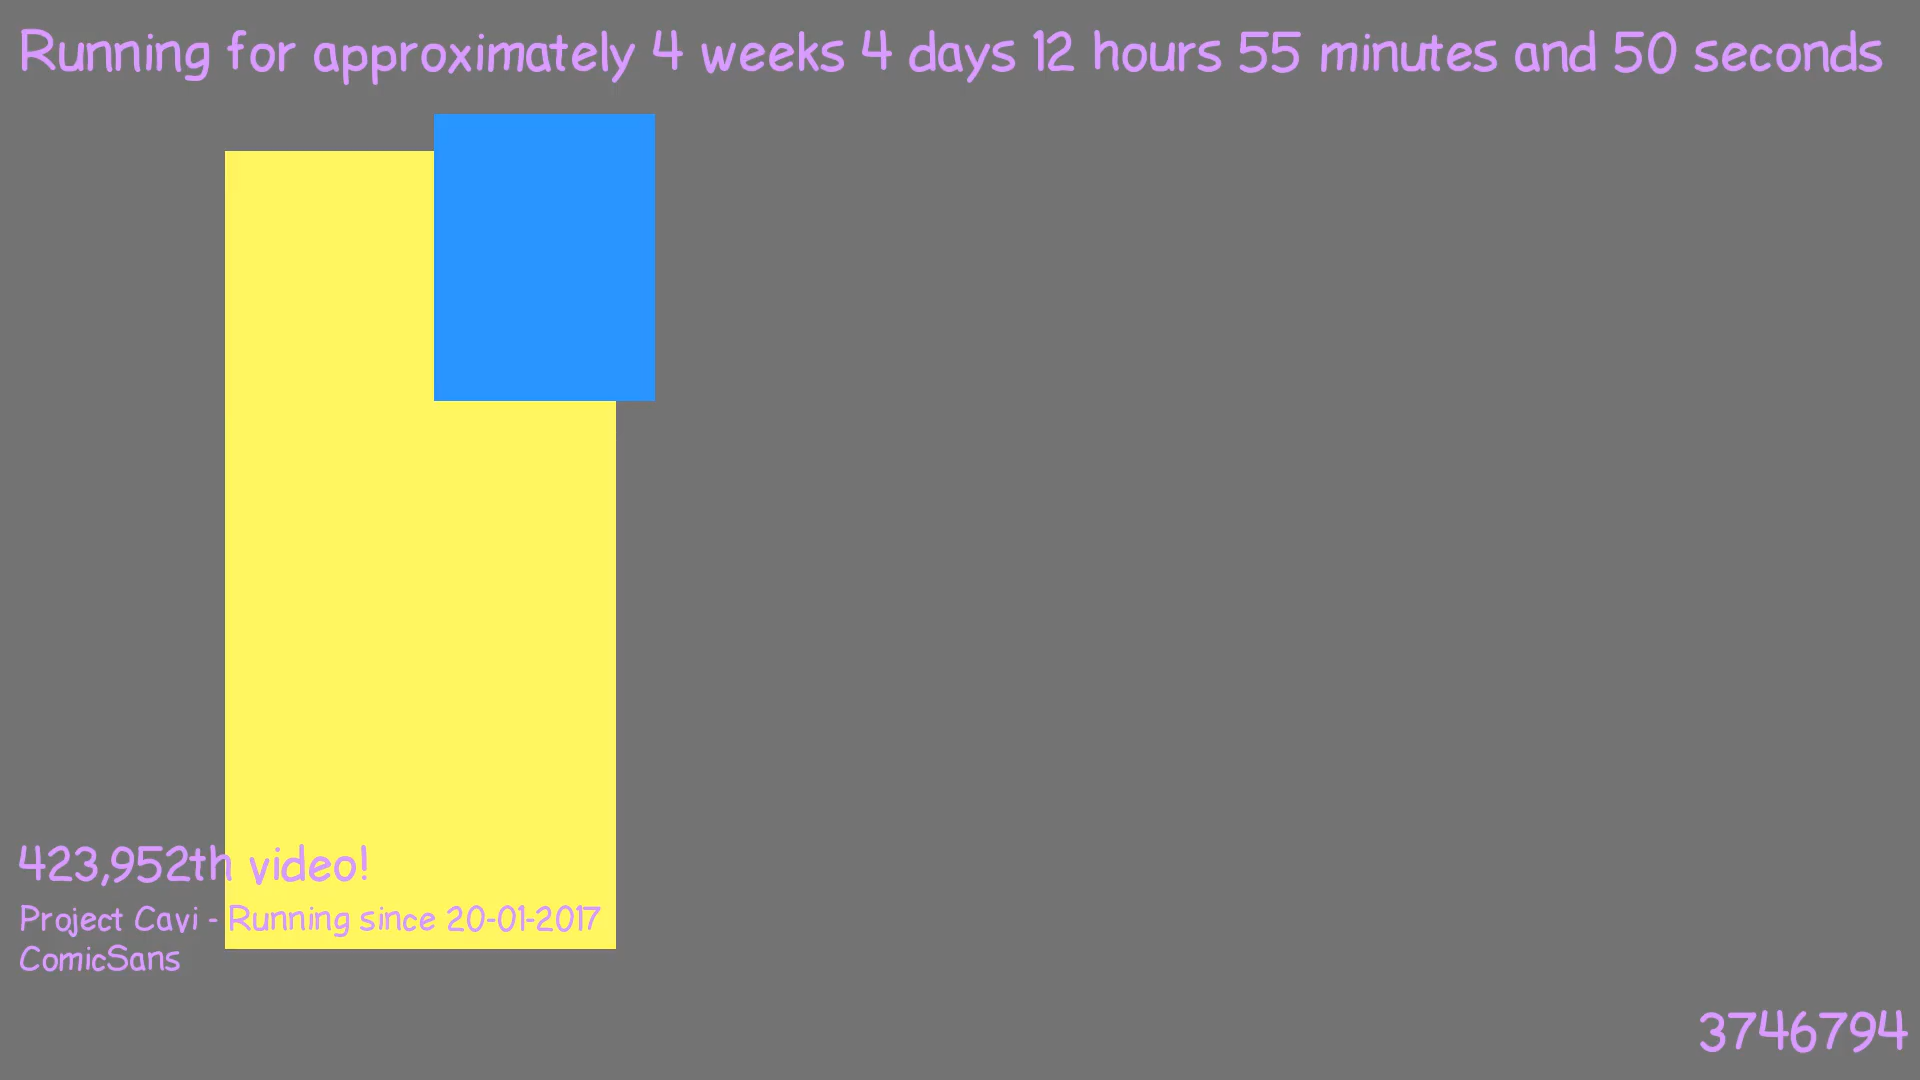 Running for approximately 4 weeks 4 days 12 hours 55 minutes and 50 seconds
423,952th video!
Project Cavi - Running since 20-01-2017
ComicSans
3746794